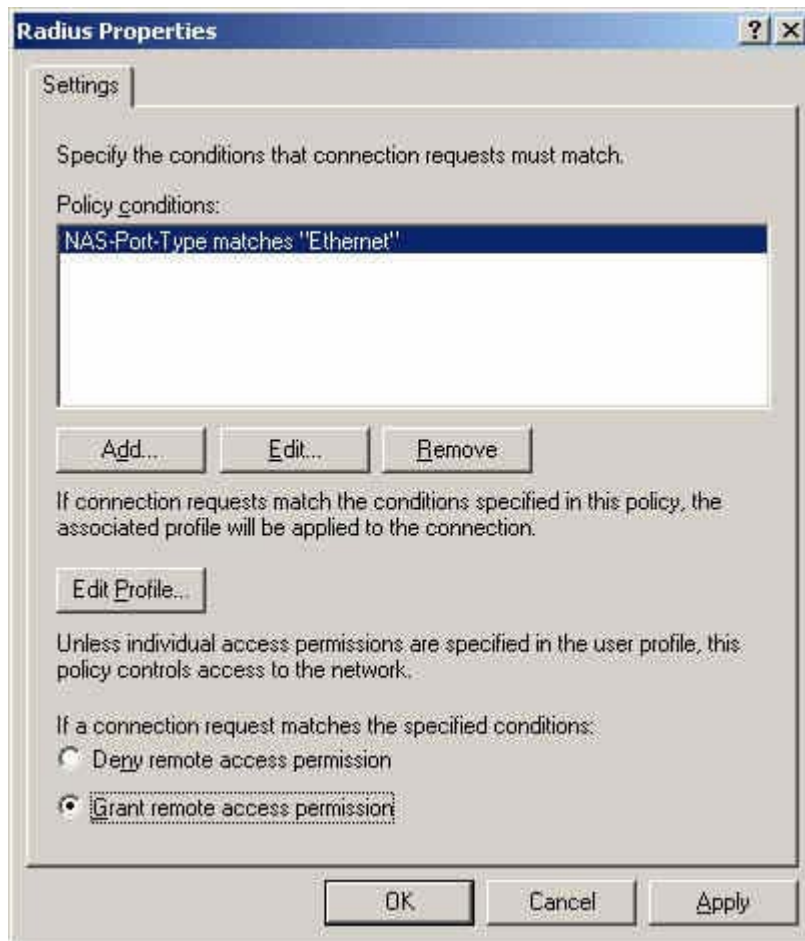 Radius Properties
Settings
Specify the conditions that connection requests must match.
Policy conditions:
NAS-Port-Type matches "Ethernet"
Add... Edit... Remove
If connection requests match the conditions specified in this policy, the
associated profile will be applied to the connection.
Edit Profile...
Unless individual access permissions are specified in the user profile, this
policy controls access to the network.
If a connection request matches the specified conditions:
Deny remote access permission
Grant remote access permission
OK Cancel Apply